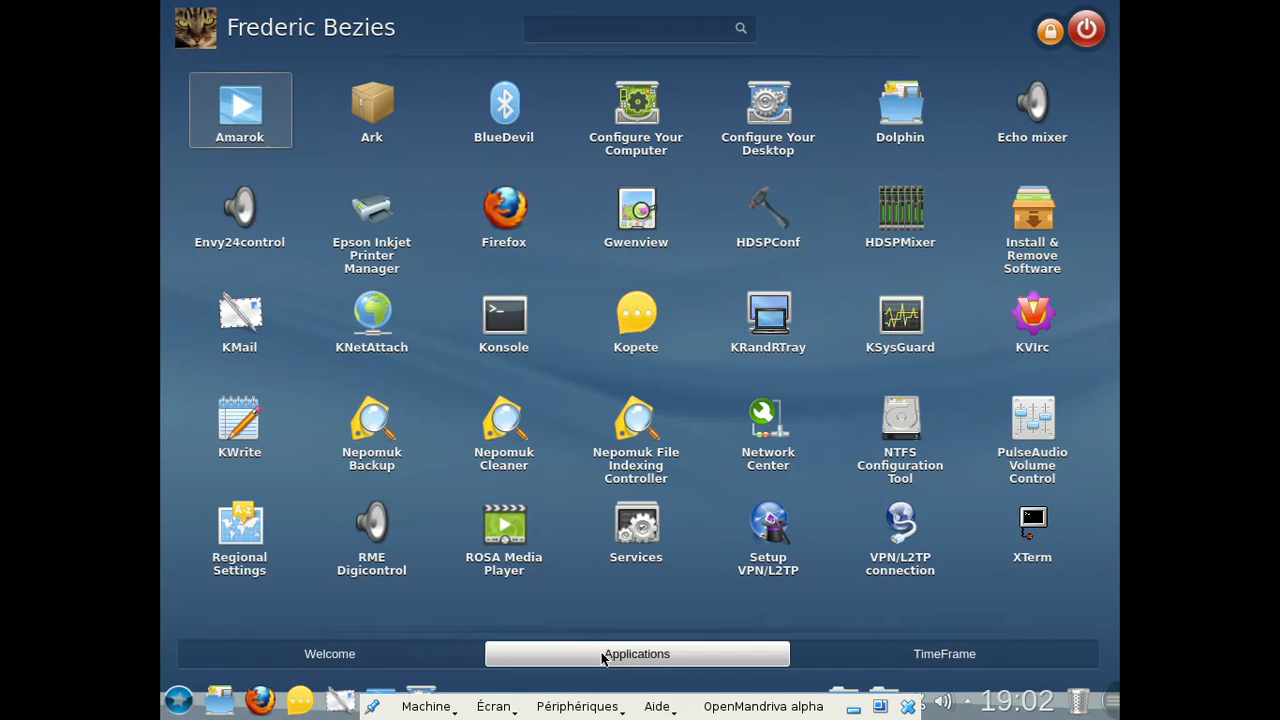 Frederic Bezies
Amarok
Ark
BlueDevil
Configure Your
Computer
Configure Your
Desktop
Dolphin
Echo mixer
Envy24control
Epson Inkjet
Printer
Manager
Firefox
Gwenview
HDSPConf
HDSPMixer
Install &
Remove
Software
KMail
KNetAttach
Konsole
Kopete
KRandRTray
KSysGuard
KVIrc
KWrite
Nepomuk
Backup
Nepomuk
Cleaner
Nepomuk File
Indexing
Controller
Network
Center
NTFS
Configuration
Tool
PulseAudio
Volume
Control
Regional
Settings
RME
Digicontrol
ROSA Media
Player
Services
Setup
VPN/L2TP
VPN/L2TP
connection
XTerm
Welcome
Applications
TimeFrame
Machine
Écran
Périphériques
Aide
OpenMandriva alpha
19:02